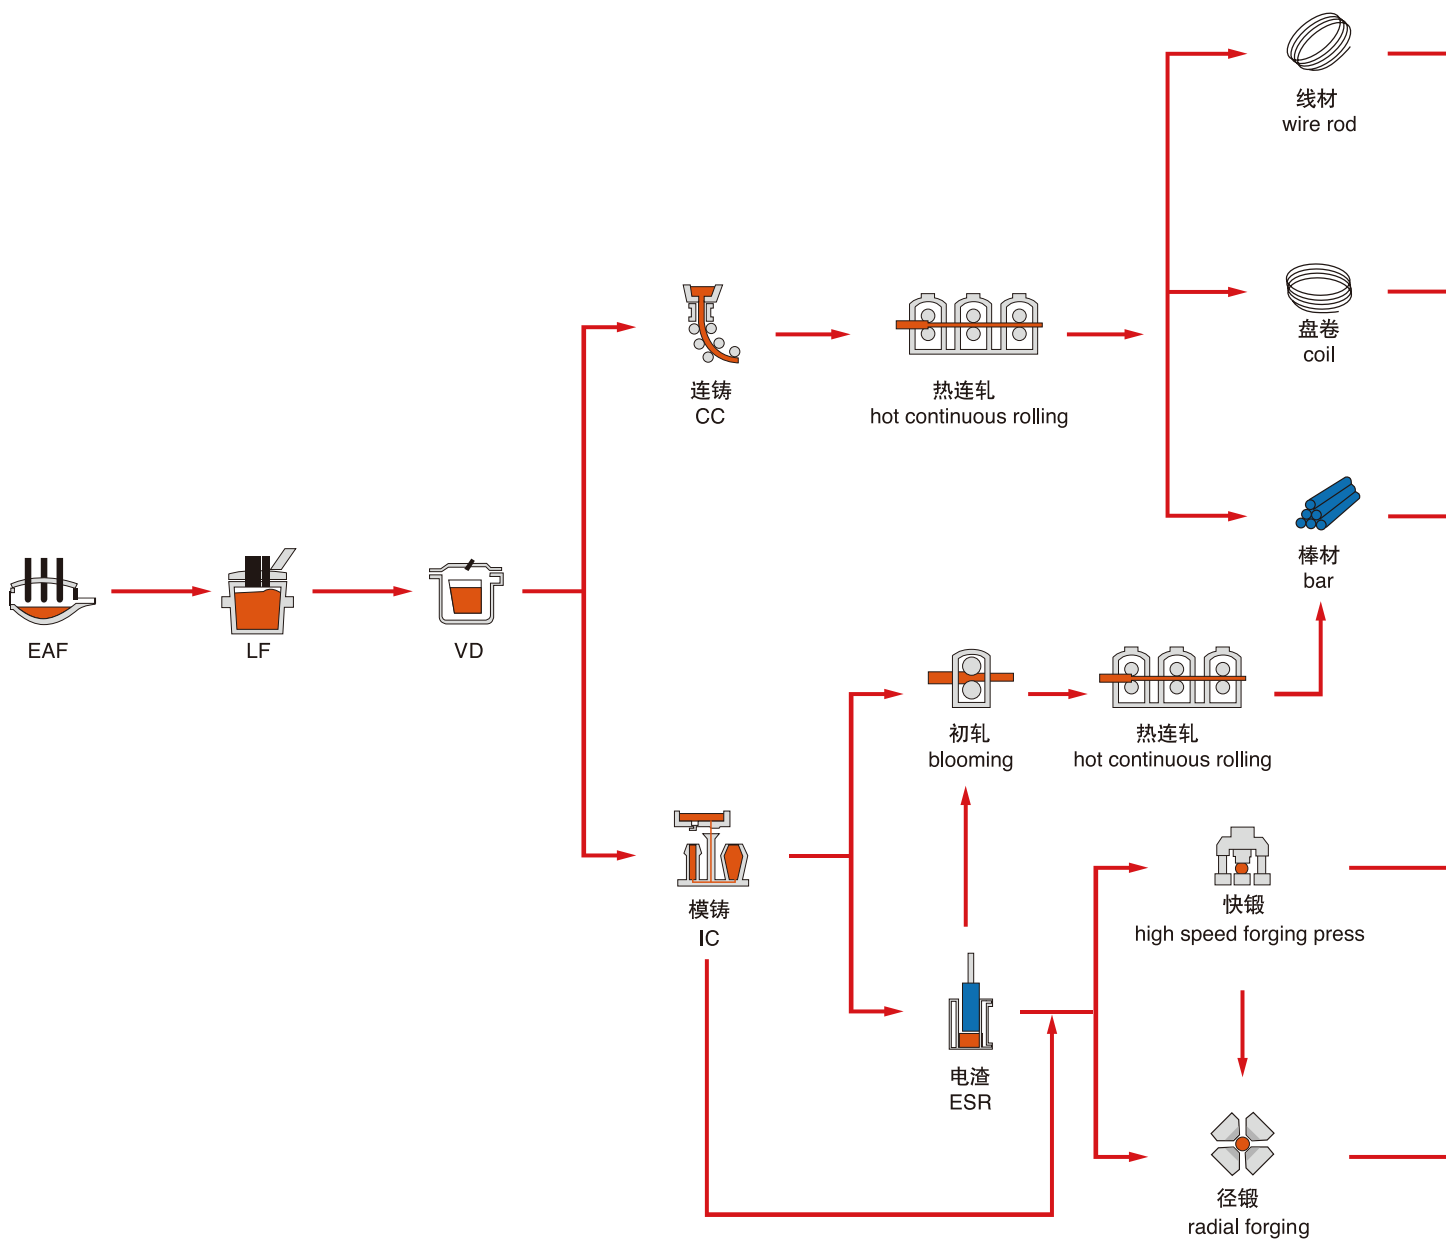 线材
wire rod
盘卷
coil
连铸
CC
热连轧
hot continuous rolling
棒材
bar
EAF
LF
VD
初轧
blooming
热连轧
hot continuous rolling
模铸
IC
快锻
high speed forging press
电渣
ESR
径锻
radial forging